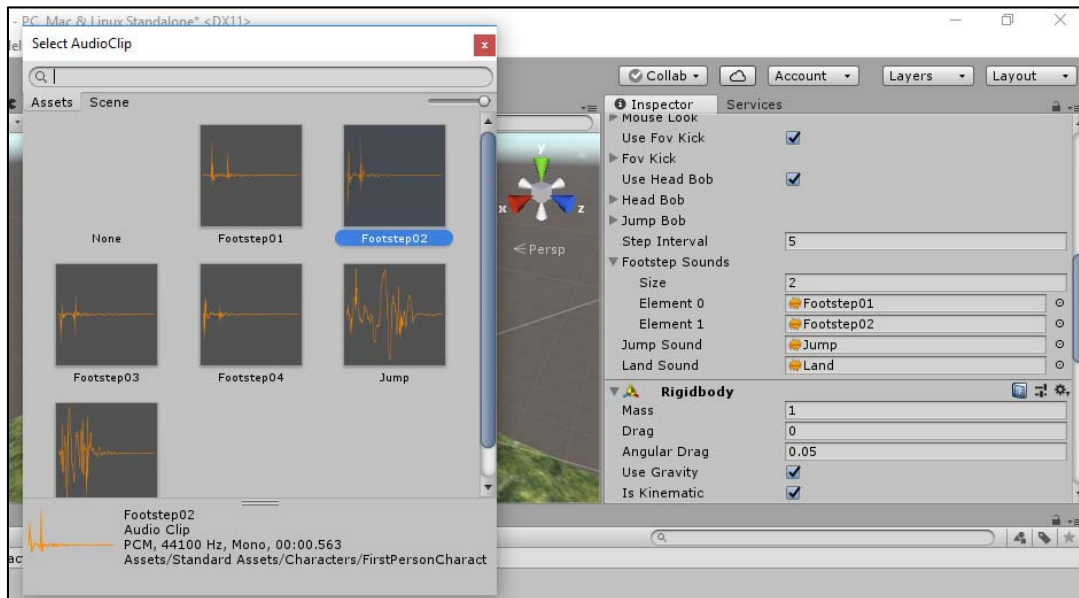 - PC, Mac & Linux Standalone* <DX11>
Select AudioClip
x
Assets Scene
None
Footstep01
Footstep02
Footstep03
Footstep04
Jump
Footstep02
Audio Clip
PCM, 44100 Hz, Mono, 00:00.563
Assets/Standard Assets/Characters/FirstPersonCharact
y
x
z
Persp
Collab
Account
Layers
Layout
Inspector Services
Mouse Look
Use Fov Kick
Fov Kick
Use Head Bob
Head Bob
Jump Bob
Step Interval 5
Footstep Sounds
Size 2
Element 0 Footstep01
Element 1 Footstep02
Jump Sound Jump
Land Sound Land
Rigidbody
Mass 1
Drag 0
Angular Drag 0.05
Use Gravity
Is Kinematic